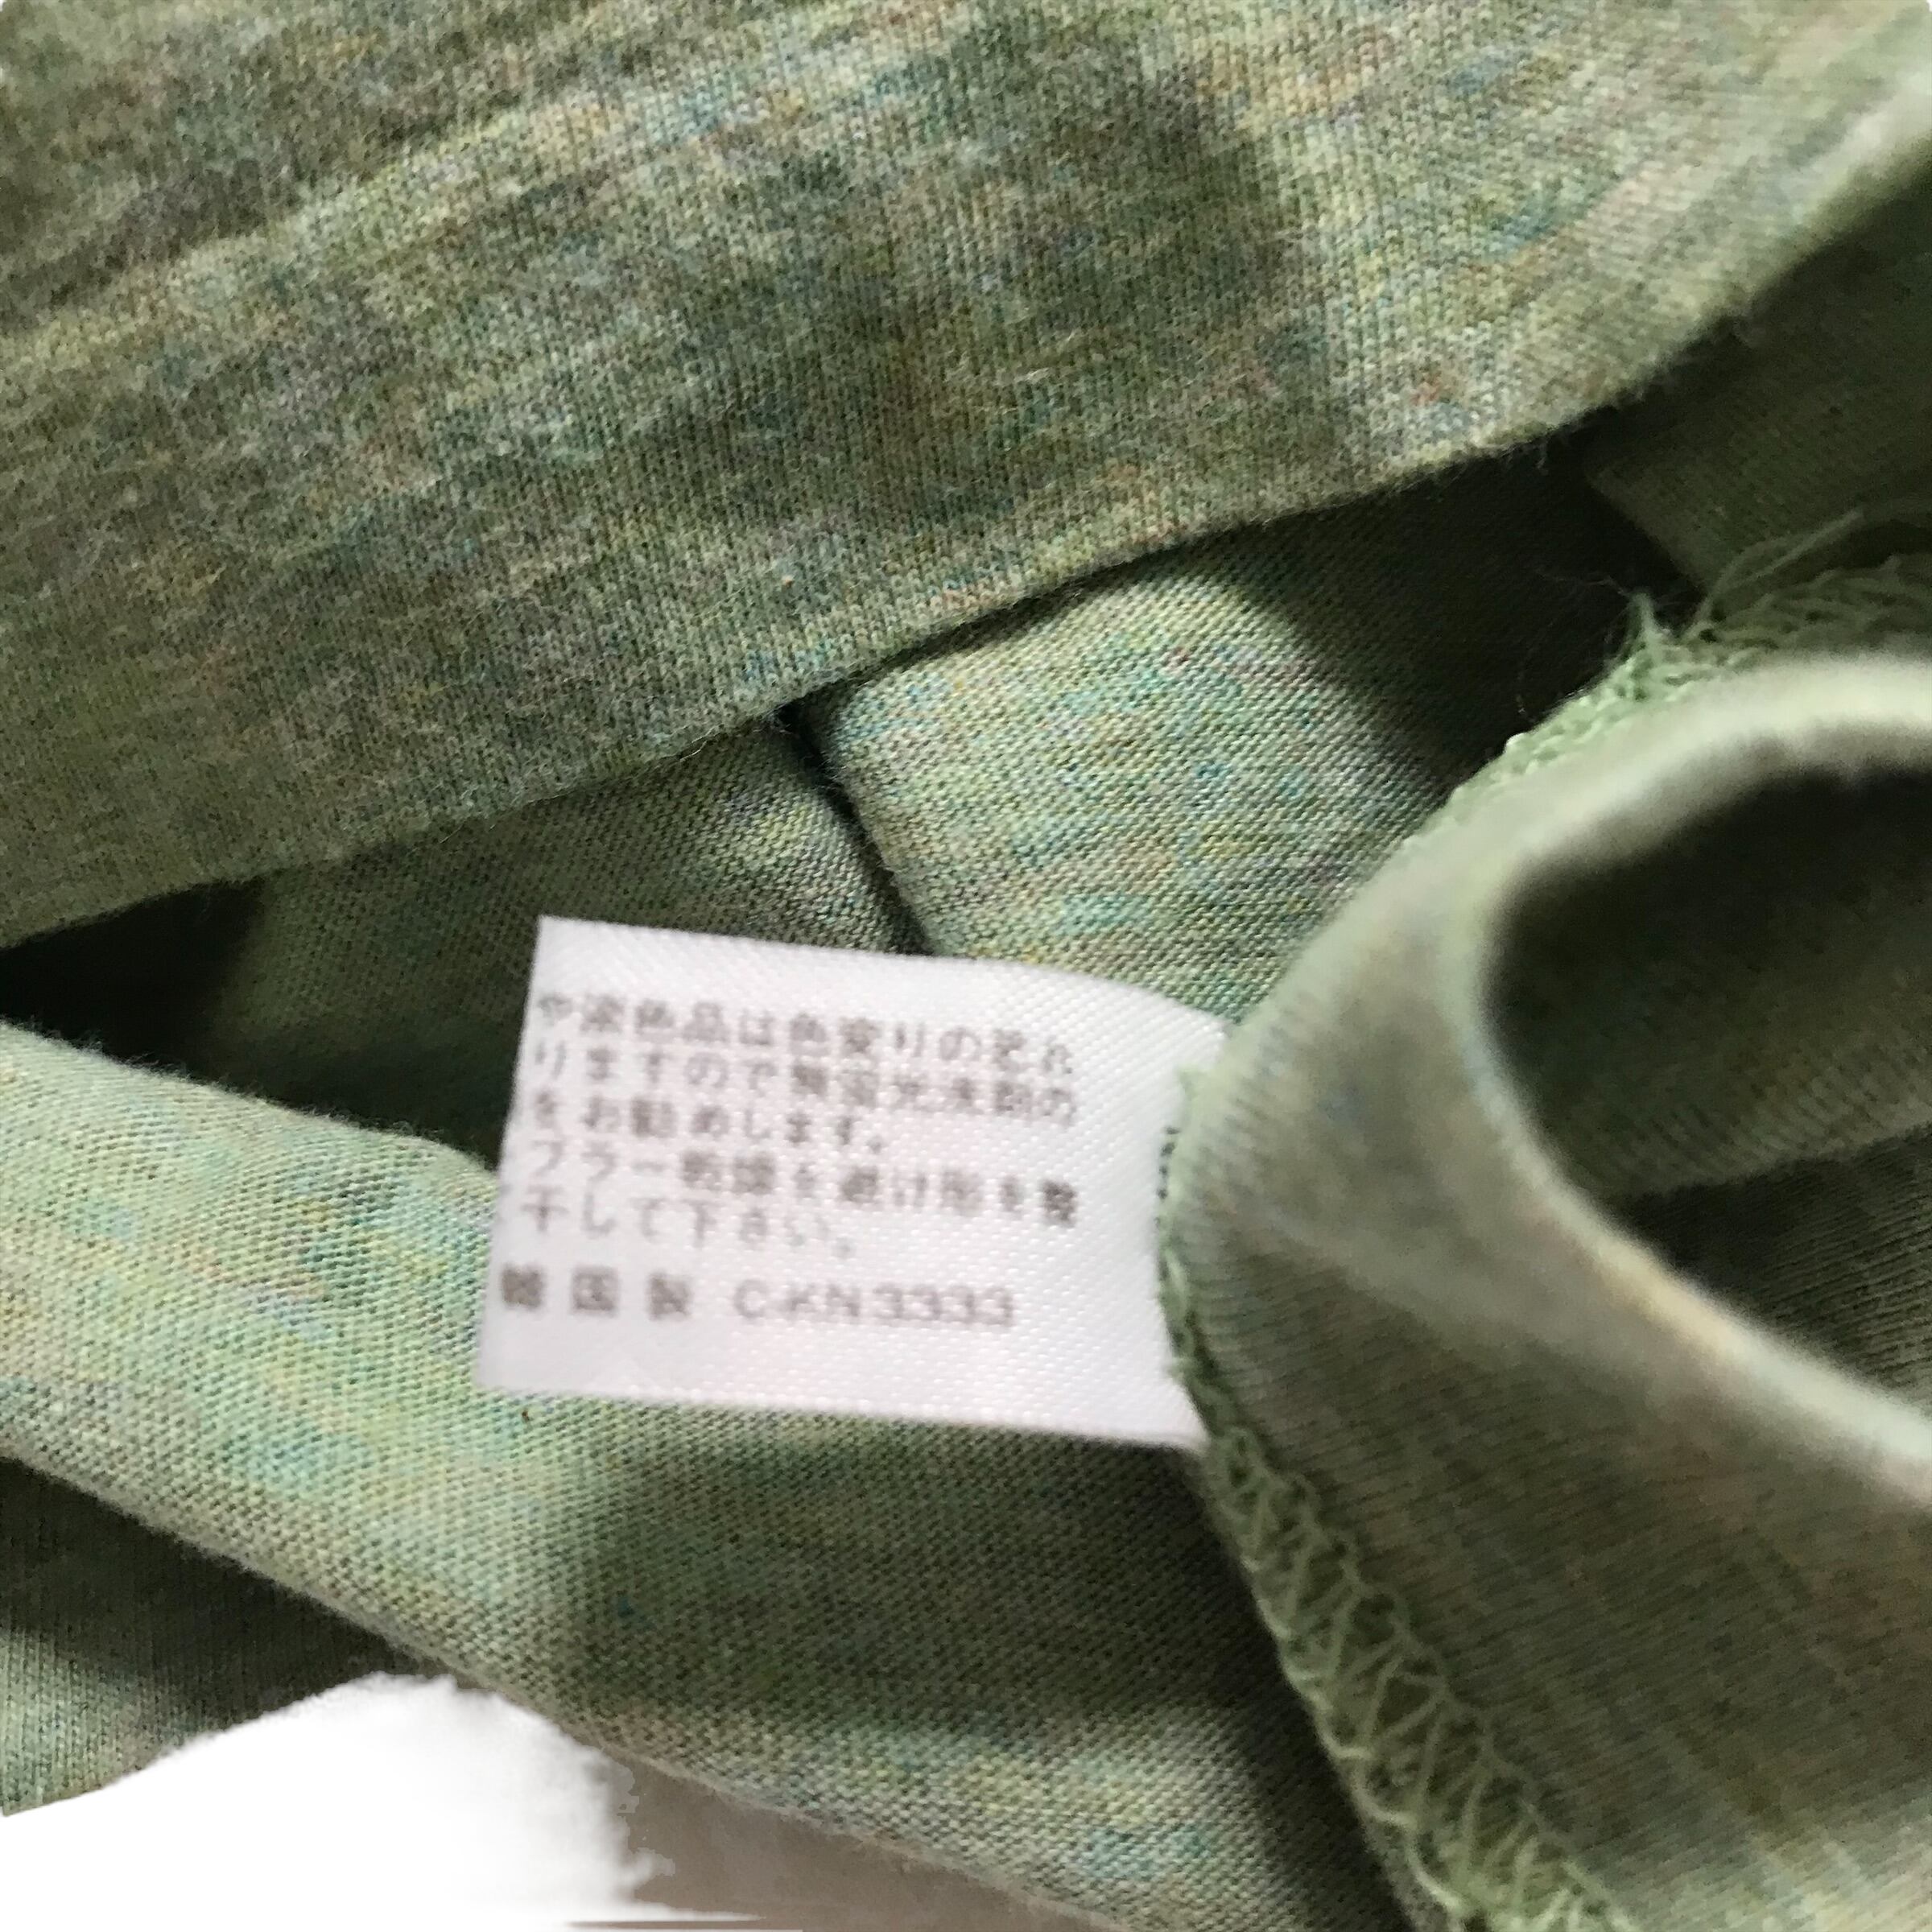 や淡色品は色変りの恐れ
りますので無蛍光洗剤の
をお勧めします。
ブラー乾燥を避け形を整
干して下さい。
韓国製 CKN3333